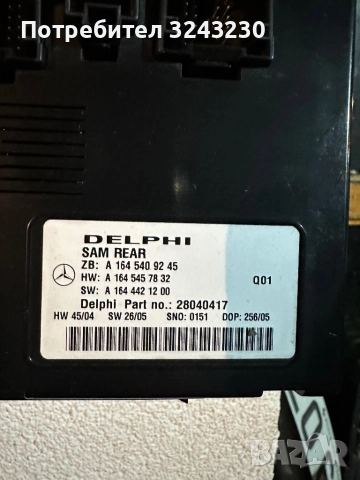 Потребител 3243230
DELPHI
SAM REAR
ZB: A 164 540 92 45
HW: A 164 545 78 32
Q01
SW: A 164 442 12 00
Delphi Part no.: 28040417
HW 45/04 SW 26/05 SNO: 0151 DOP: 256/05
BAZAR